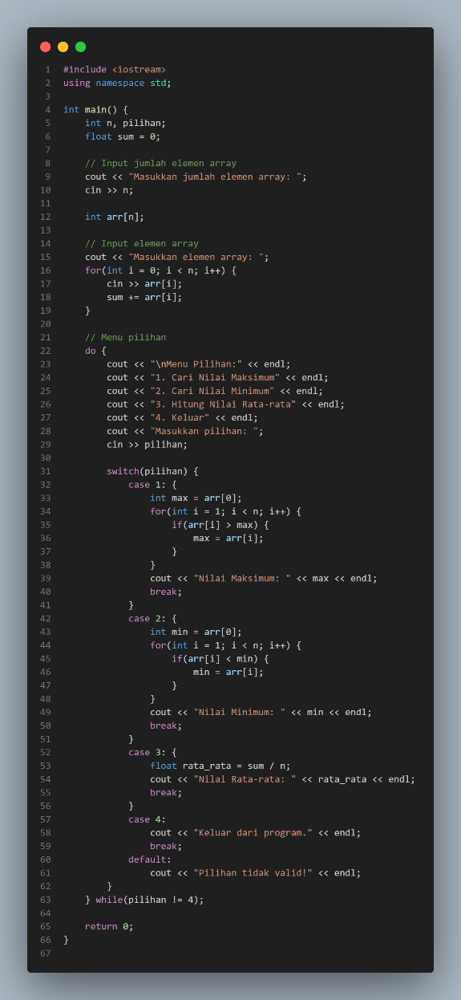 1 #include <iostream>
2 using namespace std;
3
4 int main() {
5     int n, pilihan;
6     float sum = 0;
7
8     // Input jumlah elemen array
9     cout << "Masukkan jumlah elemen array: ";
10     cin >> n;
11
12     int arr[n];
13
14     // Input elemen array
15     cout << "Masukkan elemen array: ";
16     for(int i = 0; i < n; i++) {
17         cin >> arr[i];
18         sum += arr[i];
19     }
20
21     // Menu pilihan
22     do {
23         cout << "\nMenu Pilihan:" << endl;
24         cout << "1. Cari Nilai Maksimum" << endl;
25         cout << "2. Cari Nilai Minimum" << endl;
26         cout << "3. Hitung Nilai Rata-rata" << endl;
27         cout << "4. Keluar" << endl;
28         cout << "Masukkan pilihan: ";
29         cin >> pilihan;
30
31         switch(pilihan) {
32             case 1: {
33                 int max = arr[0];
34                 for(int i = 1; i < n; i++) {
35                     if(arr[i] > max) {
36                         max = arr[i];
37                     }
38                 }
39                 cout << "Nilai Maksimum: " << max << endl;
40                 break;
41             }
42             case 2: {
43                 int min = arr[0];
44                 for(int i = 1; i < n; i++) {
45                     if(arr[i] < min) {
46                         min = arr[i];
47                     }
48                 }
49                 cout << "Nilai Minimum: " << min << endl;
50                 break;
51             }
52             case 3: {
53                 float rata_rata = sum / n;
54                 cout << "Nilai Rata-rata: " << rata_rata << endl;
55                 break;
56             }
57             case 4:
58                 cout << "Keluar dari program." << endl;
59                 break;
60             default:
61                 cout << "Pilihan tidak valid!" << endl;
62         }
63     } while(pilihan != 4);
64
65     return 0;
66 }
67